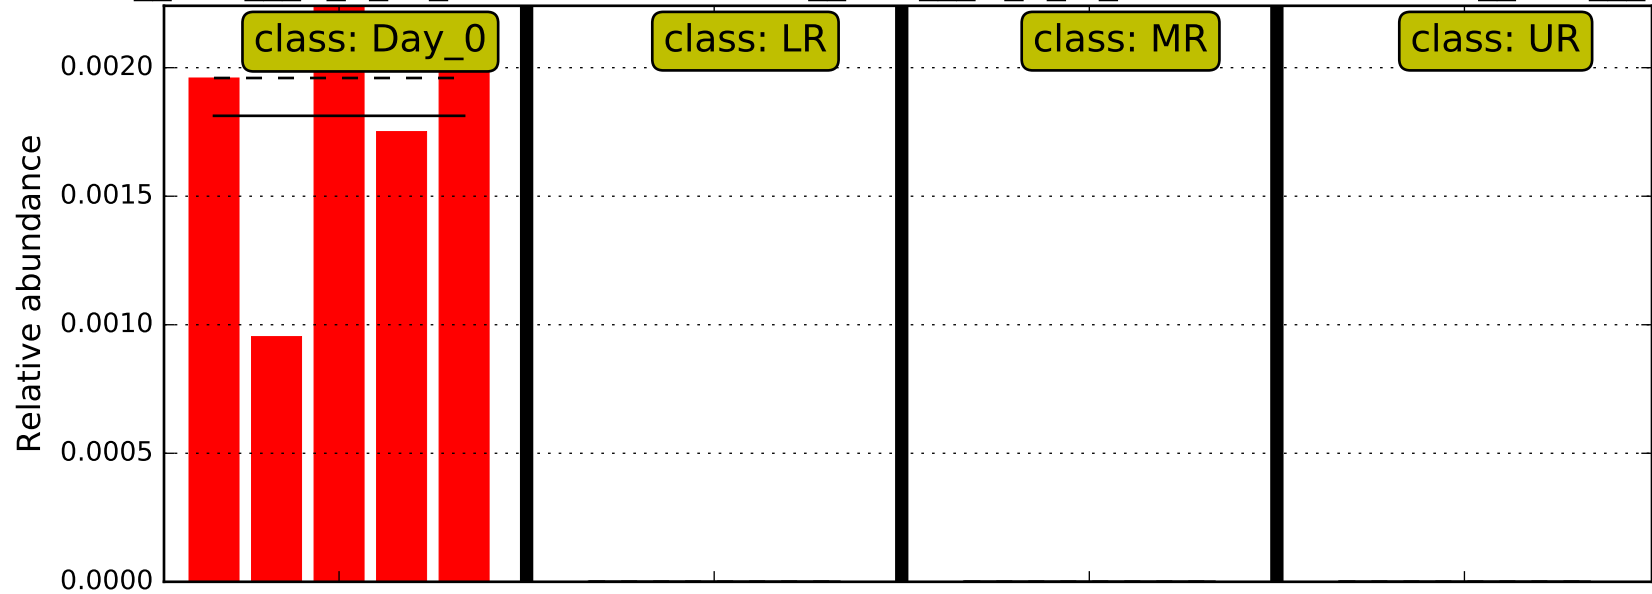 class: Day_0
class: LR
class: MR
class: UR
0.0020
0.0015
0.0010
0.0005
0.0000
Relative abundance